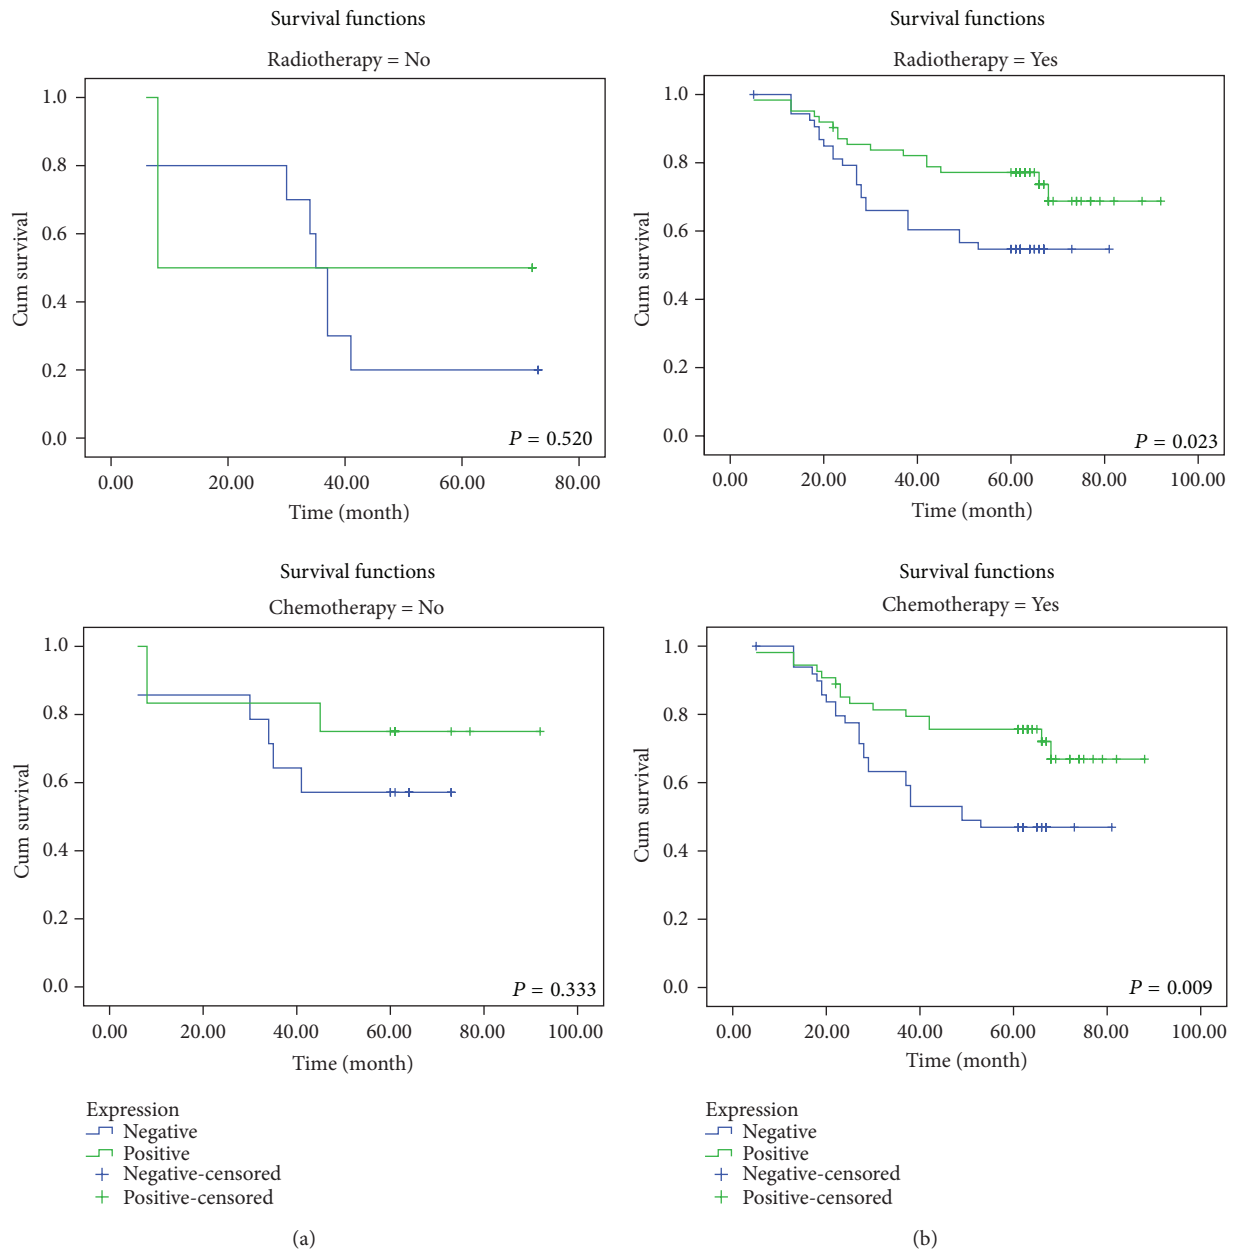 Survival functions
Radiotherapy = No
1.0
0.8
0.6
0.4
0.2
0.0
Cum survival
P = 0.520
0.00 20.00 40.00 60.00 80.00
Time (month)
Survival functions
Radiotherapy = Yes
1.0
0.8
0.6
0.4
0.2
0.0
Cum survival
P = 0.023
0.00 20.00 40.00 60.00 80.00 100.00
Time (month)
Survival functions
Chemotherapy = No
1.0
0.8
0.6
0.4
0.2
0.0
Cum survival
P = 0.333
0.00 20.00 40.00 60.00 80.00 100.00
Time (month)
Survival functions
Chemotherapy = Yes
1.0
0.8
0.6
0.4
0.2
0.0
Cum survival
P = 0.009
0.00 20.00 40.00 60.00 80.00 100.00
Time (month)
Expression
Negative
Positive
Negative-censored
Positive-censored
(a)
Expression
Negative
Positive
Negative-censored
Positive-censored
(b)